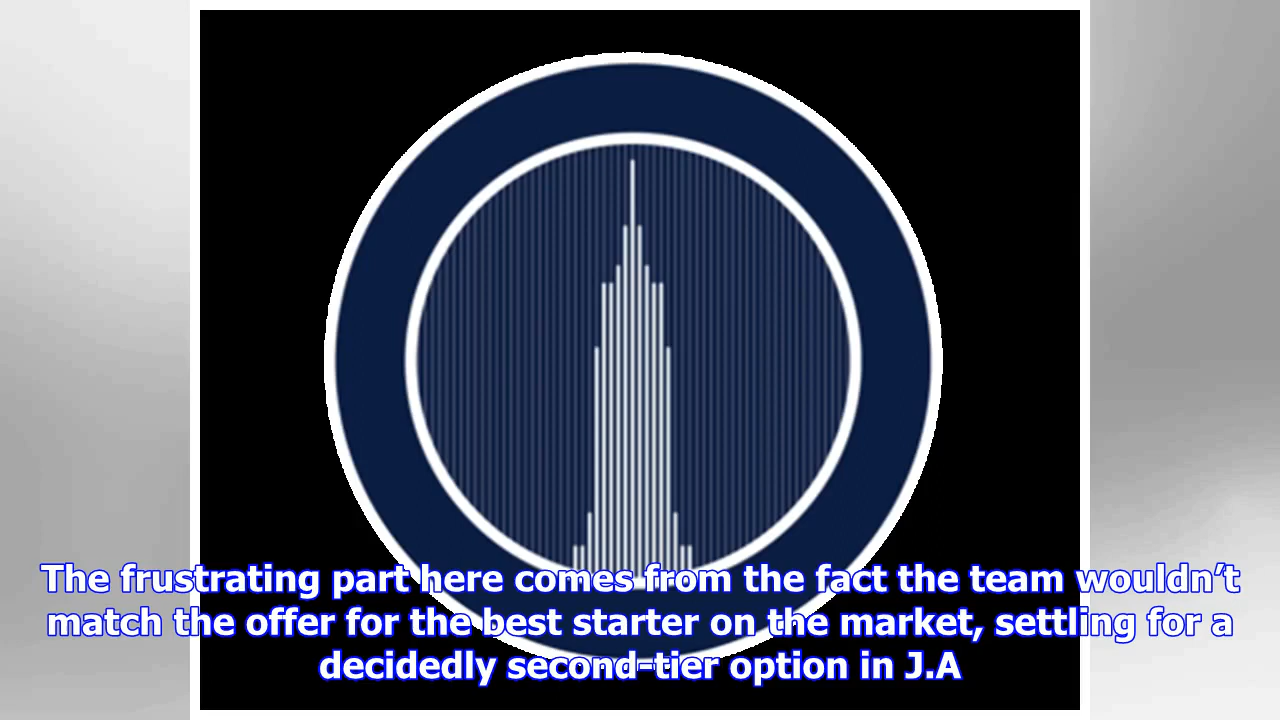 The frustrating part here comes from the fact the team wouldn’t
match the offer for the best starter on the market, settling for a
decidedly second-tier option in J.A